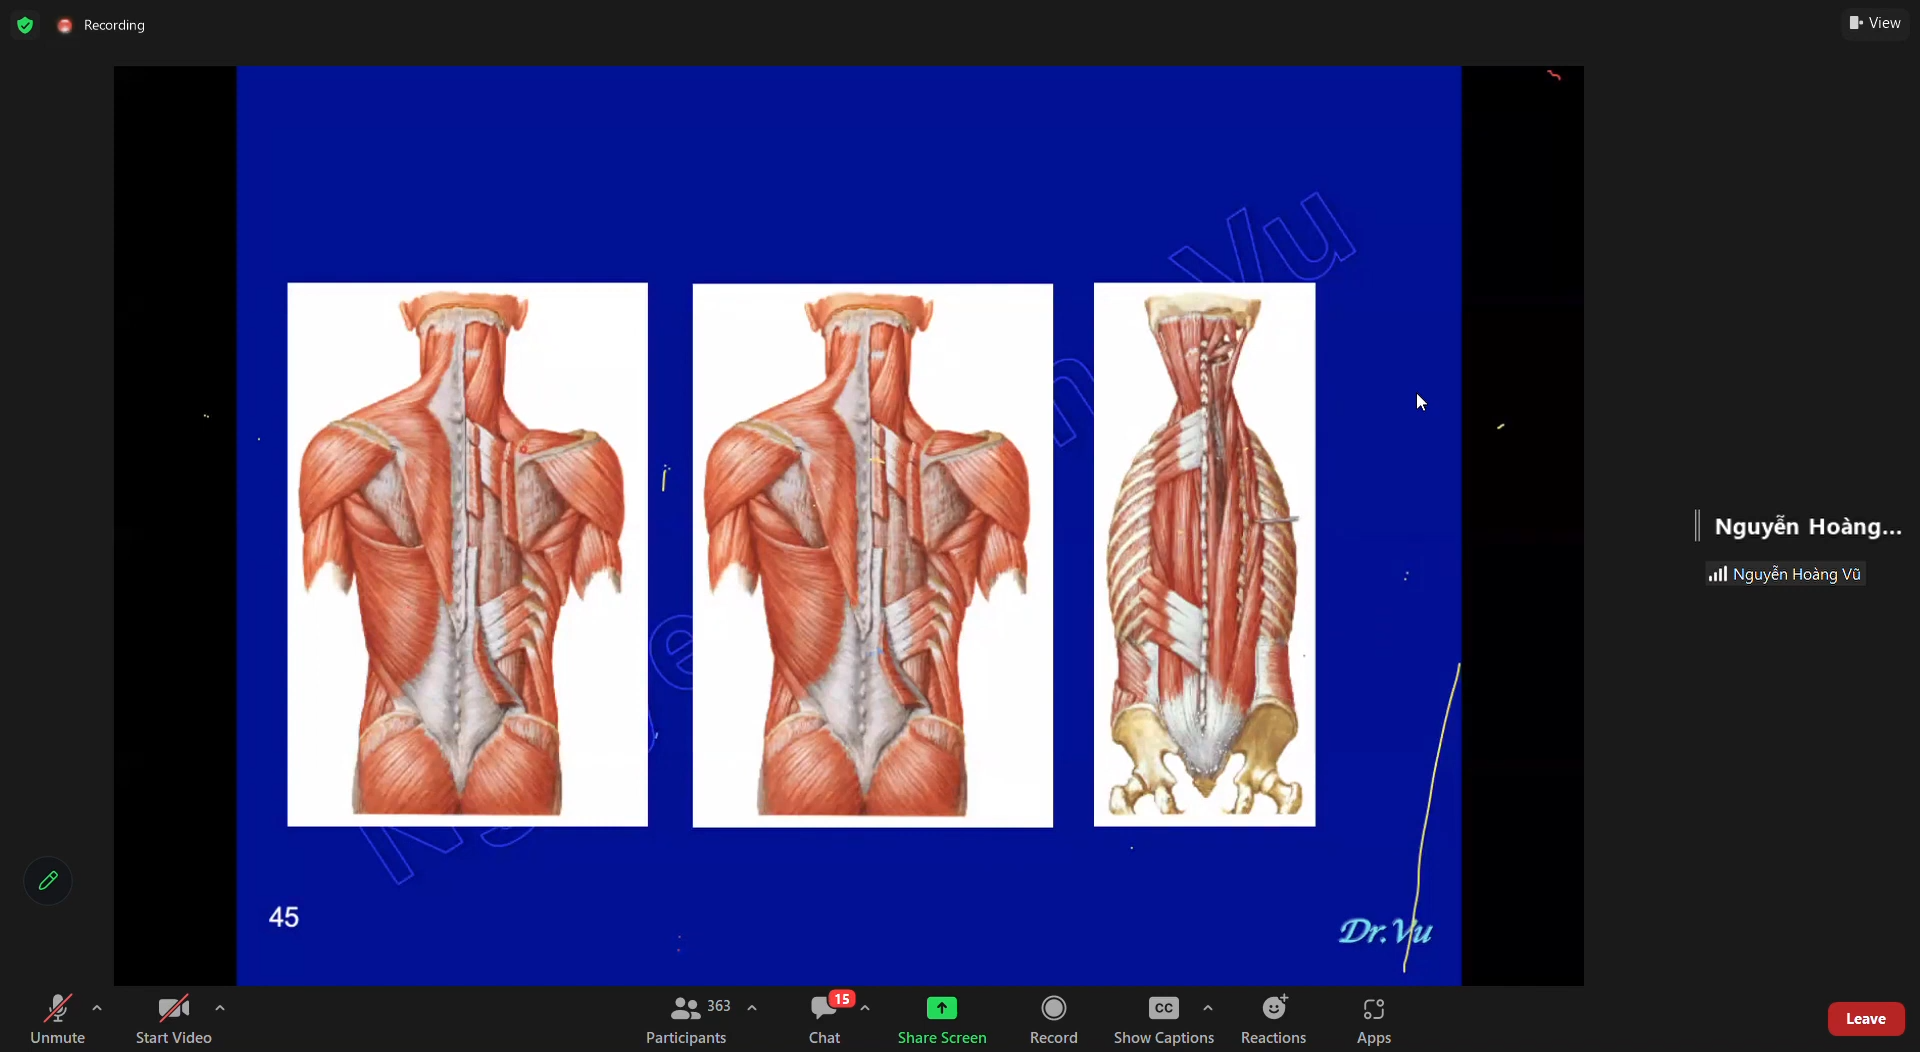 Recording
View
Nguyễn Hoàng...
Nguyễn Hoàng Vũ
45
Dr.Vu
Unmute
Start Video
363
Participants
15
Chat
Share Screen
Record
CC
Show Captions
Reactions
Apps
Leave